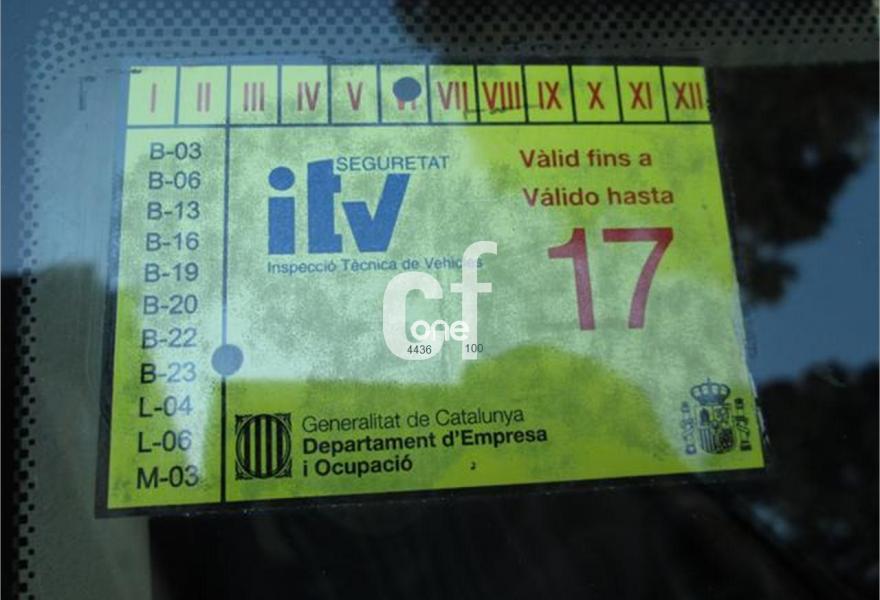 I II III IV V VI VII VIII IX X XI XII
B-03
B-06
B-13
B-16
B-19
B-20
B-22
B-23
L-04
L-06
M-03
SEGURETAT
itv
Inspecció Tècnica de Vehicles
Vàlid fins a
Válido hasta
17
cf
one
4436 100
Generalitat de Catalunya
Departament d'Empresa
i Ocupació
2